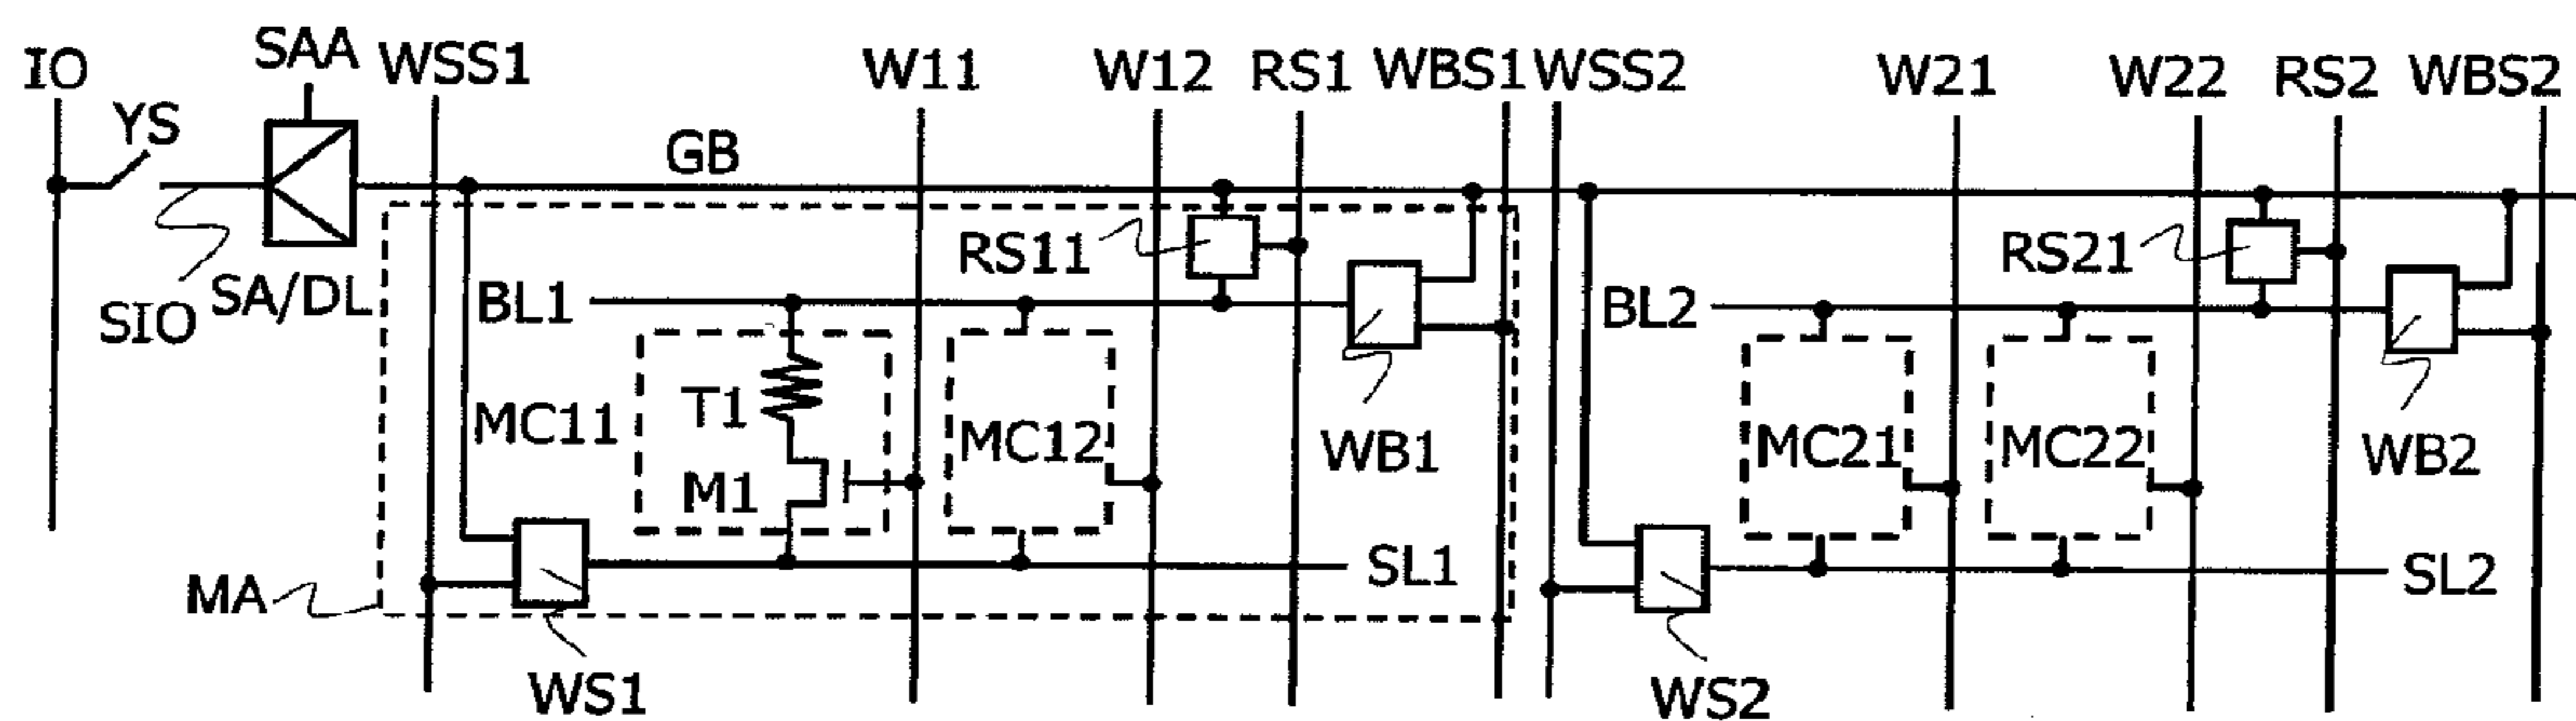 IO
SAA
WSS1
W11
W12
RS1
WBS1
WSS2
W21
W22
RS2
WBS2
YS
GB
SIO
SA/DL
RS11
RS21
BL1
BL2
MC11
T1
M1
MC12
WB1
MC21
MC22
WB2
MA
SL1
SL2
WS1
WS2